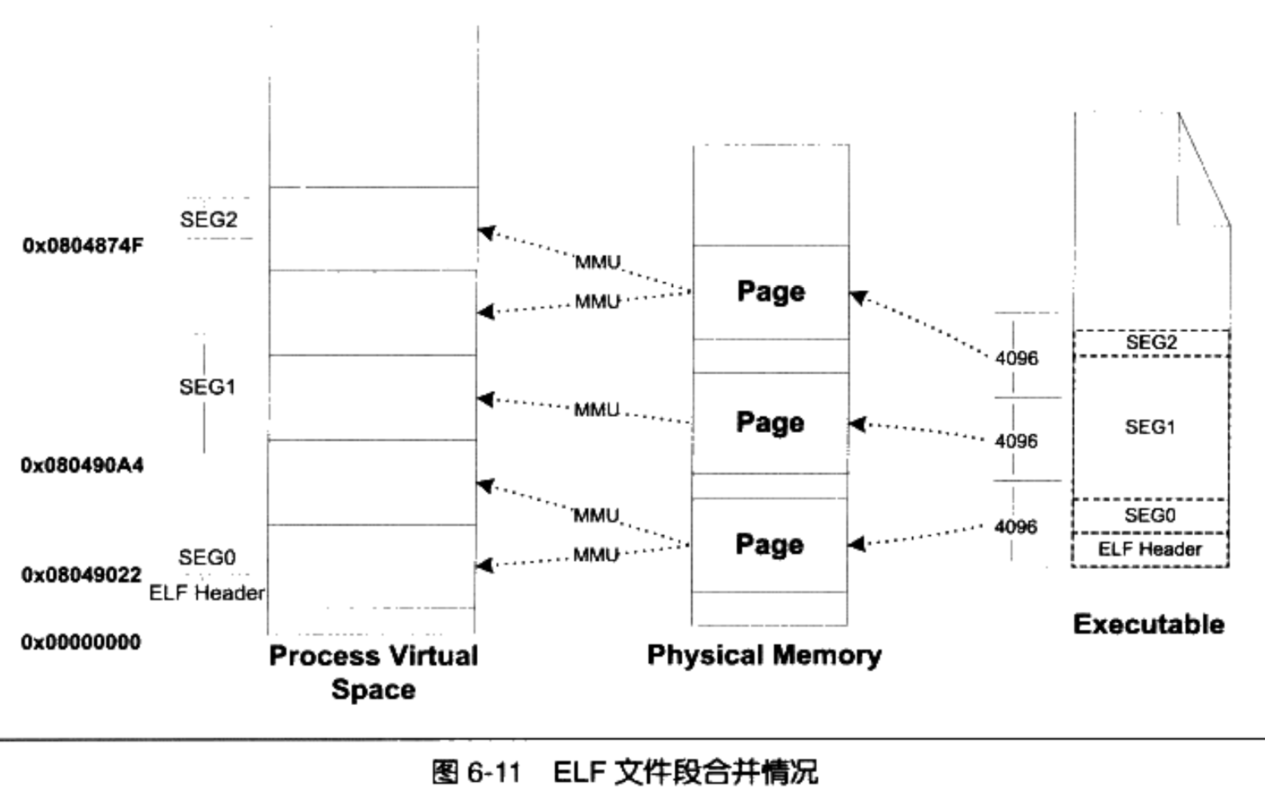 SEG2
0x0804874F
SEG1
0x080490A4
SEG0
0x08049022
ELF Header
0x00000000
Process Virtual
Space
MMU
MMU
MMU
MMU
MMU
Page
Page
Page
Physical Memory
4096
4096
4096
SEG2
SEG1
SEG0
ELF Header
Executable
图 6-11 ELF 文件段合并情况